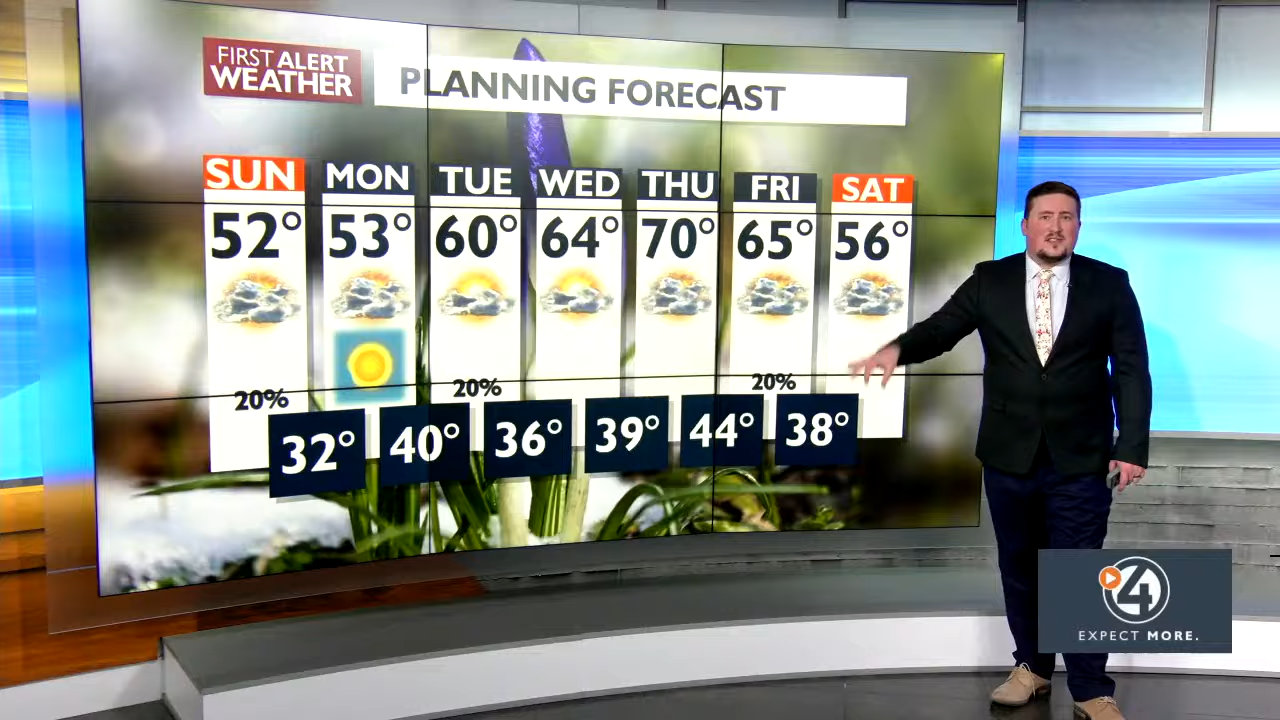 FIRST ALERT
WEATHER
PLANNING FORECAST
SUN MON TUE WED THU FRI SAT
52° 53° 60° 64° 70° 65° 56°
20% 20% 20%
32° 40° 36° 39° 44° 38°
4
EXPECT MORE.